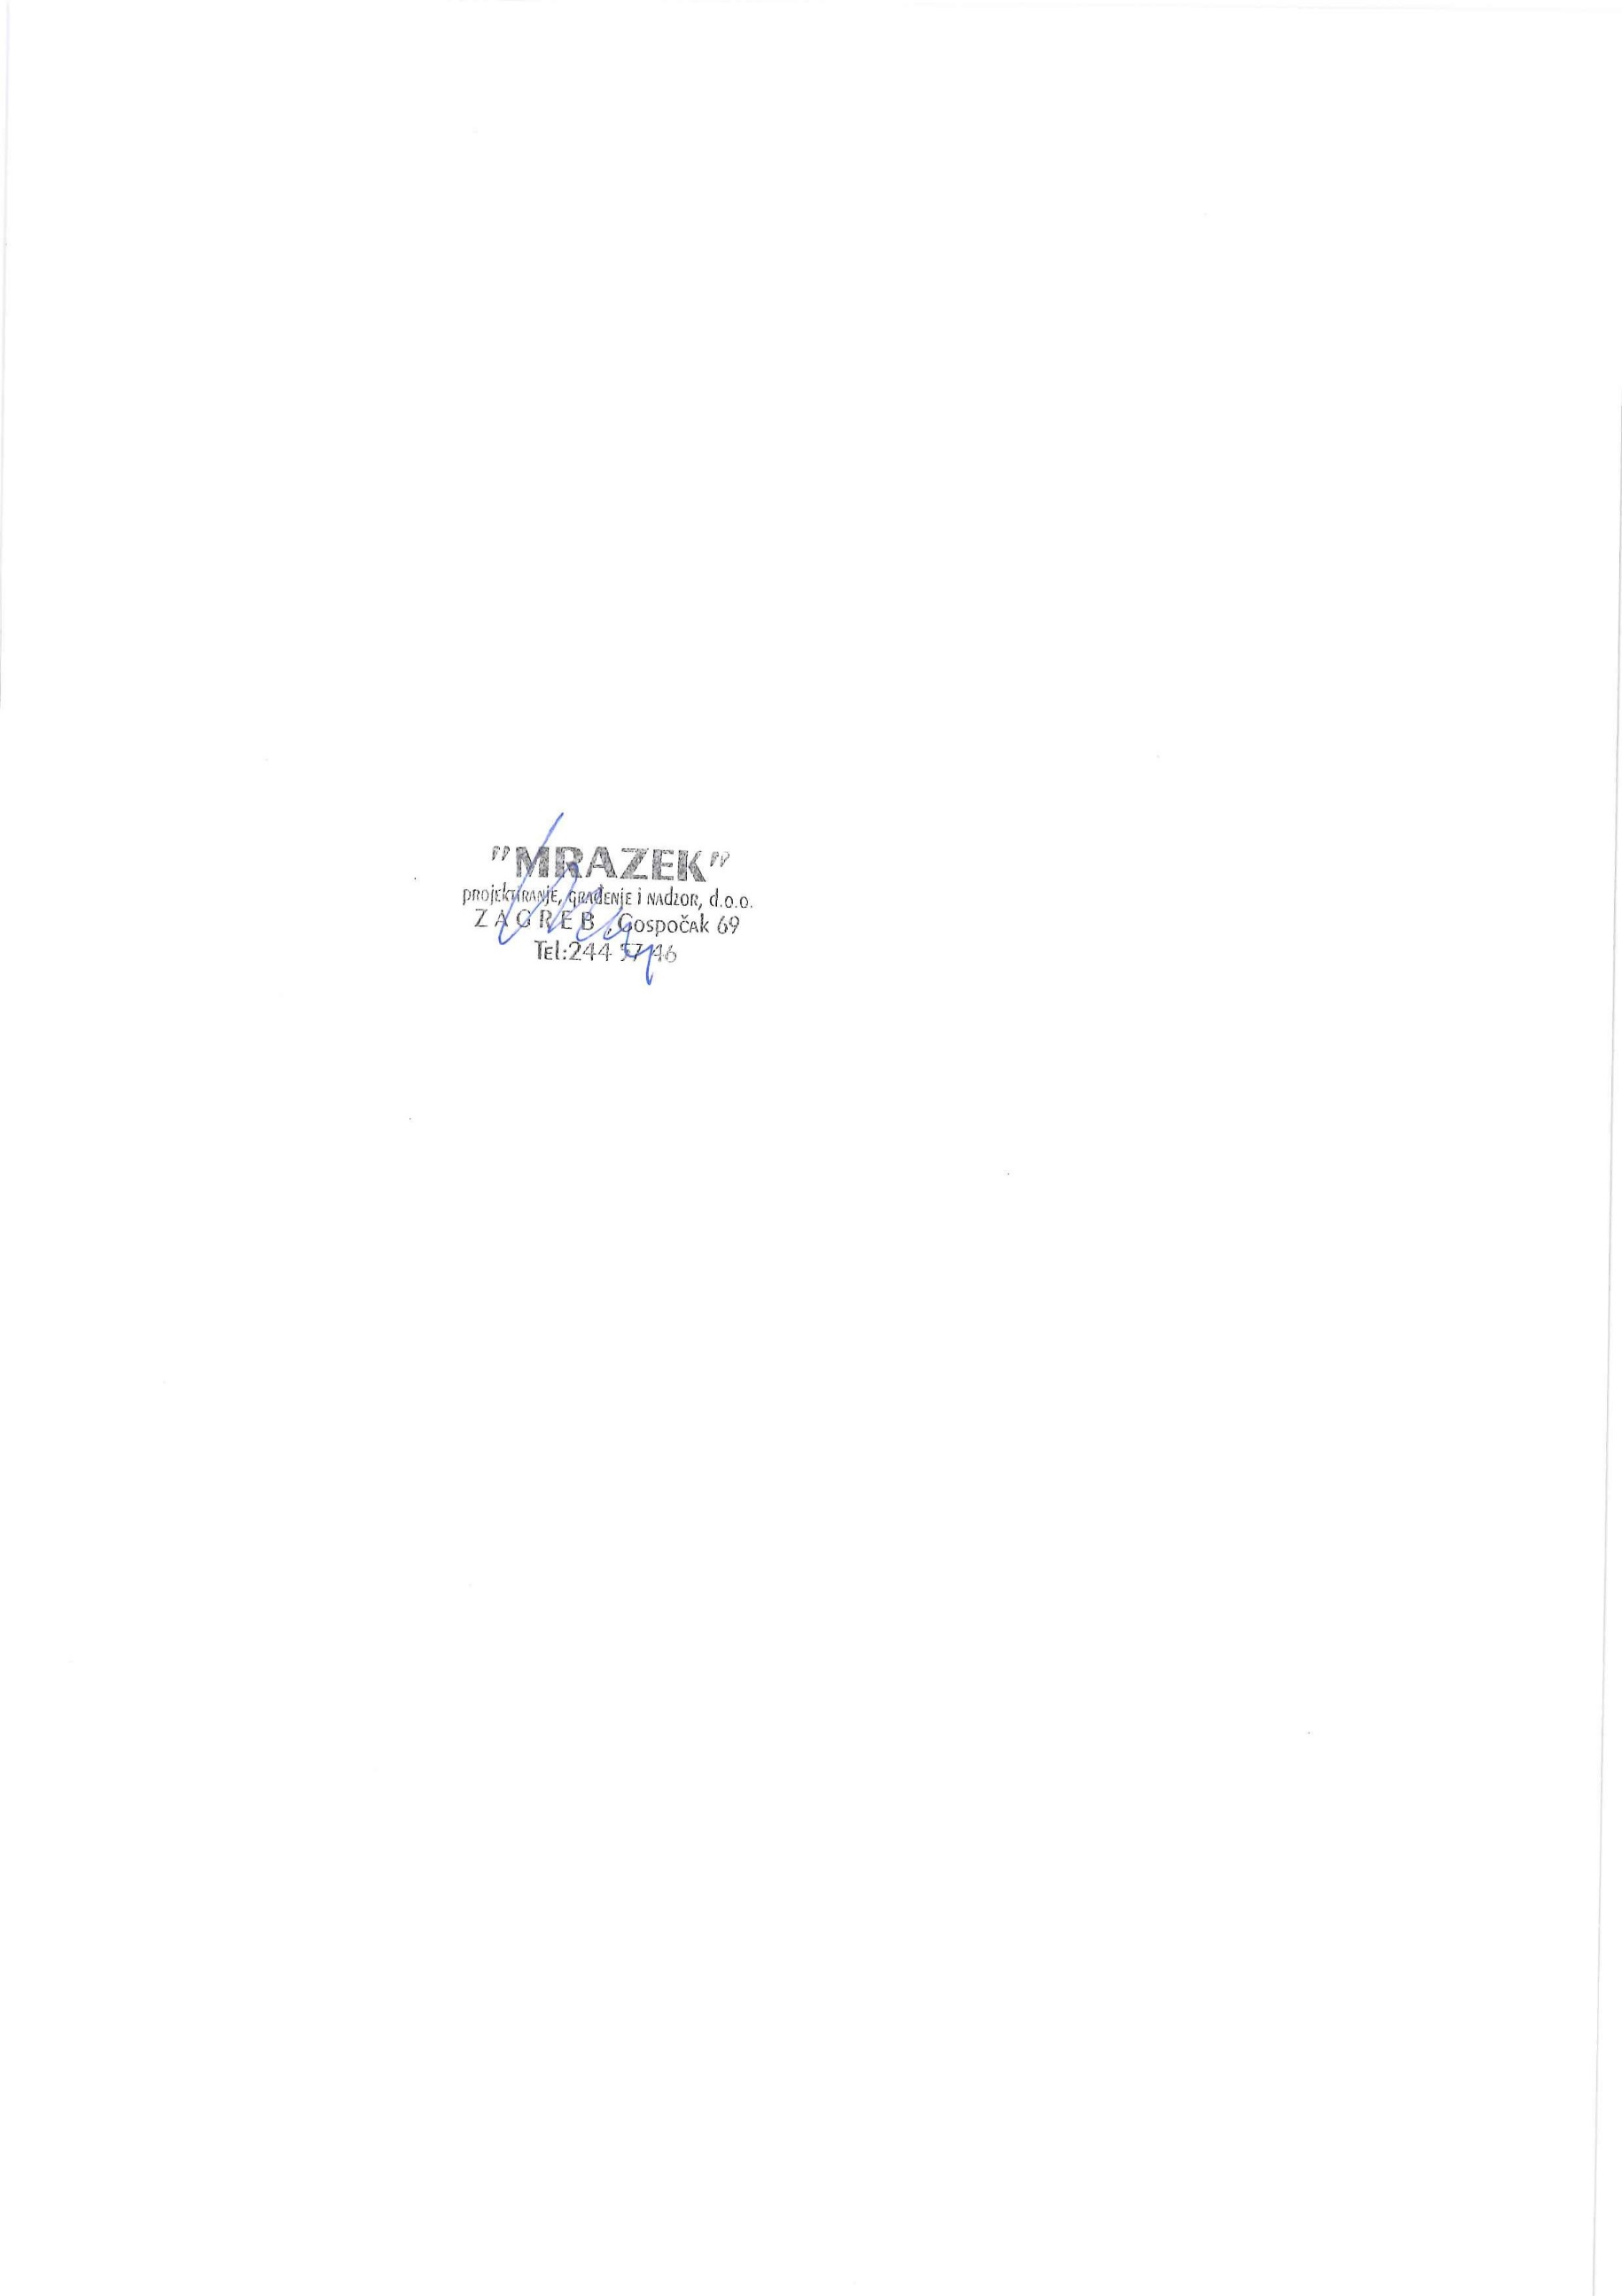 "MRAZEK"
projektiranje, građenje i nadzor, d.o.o.
ZAGREB, Gospočak 69
Tel:244 57 46